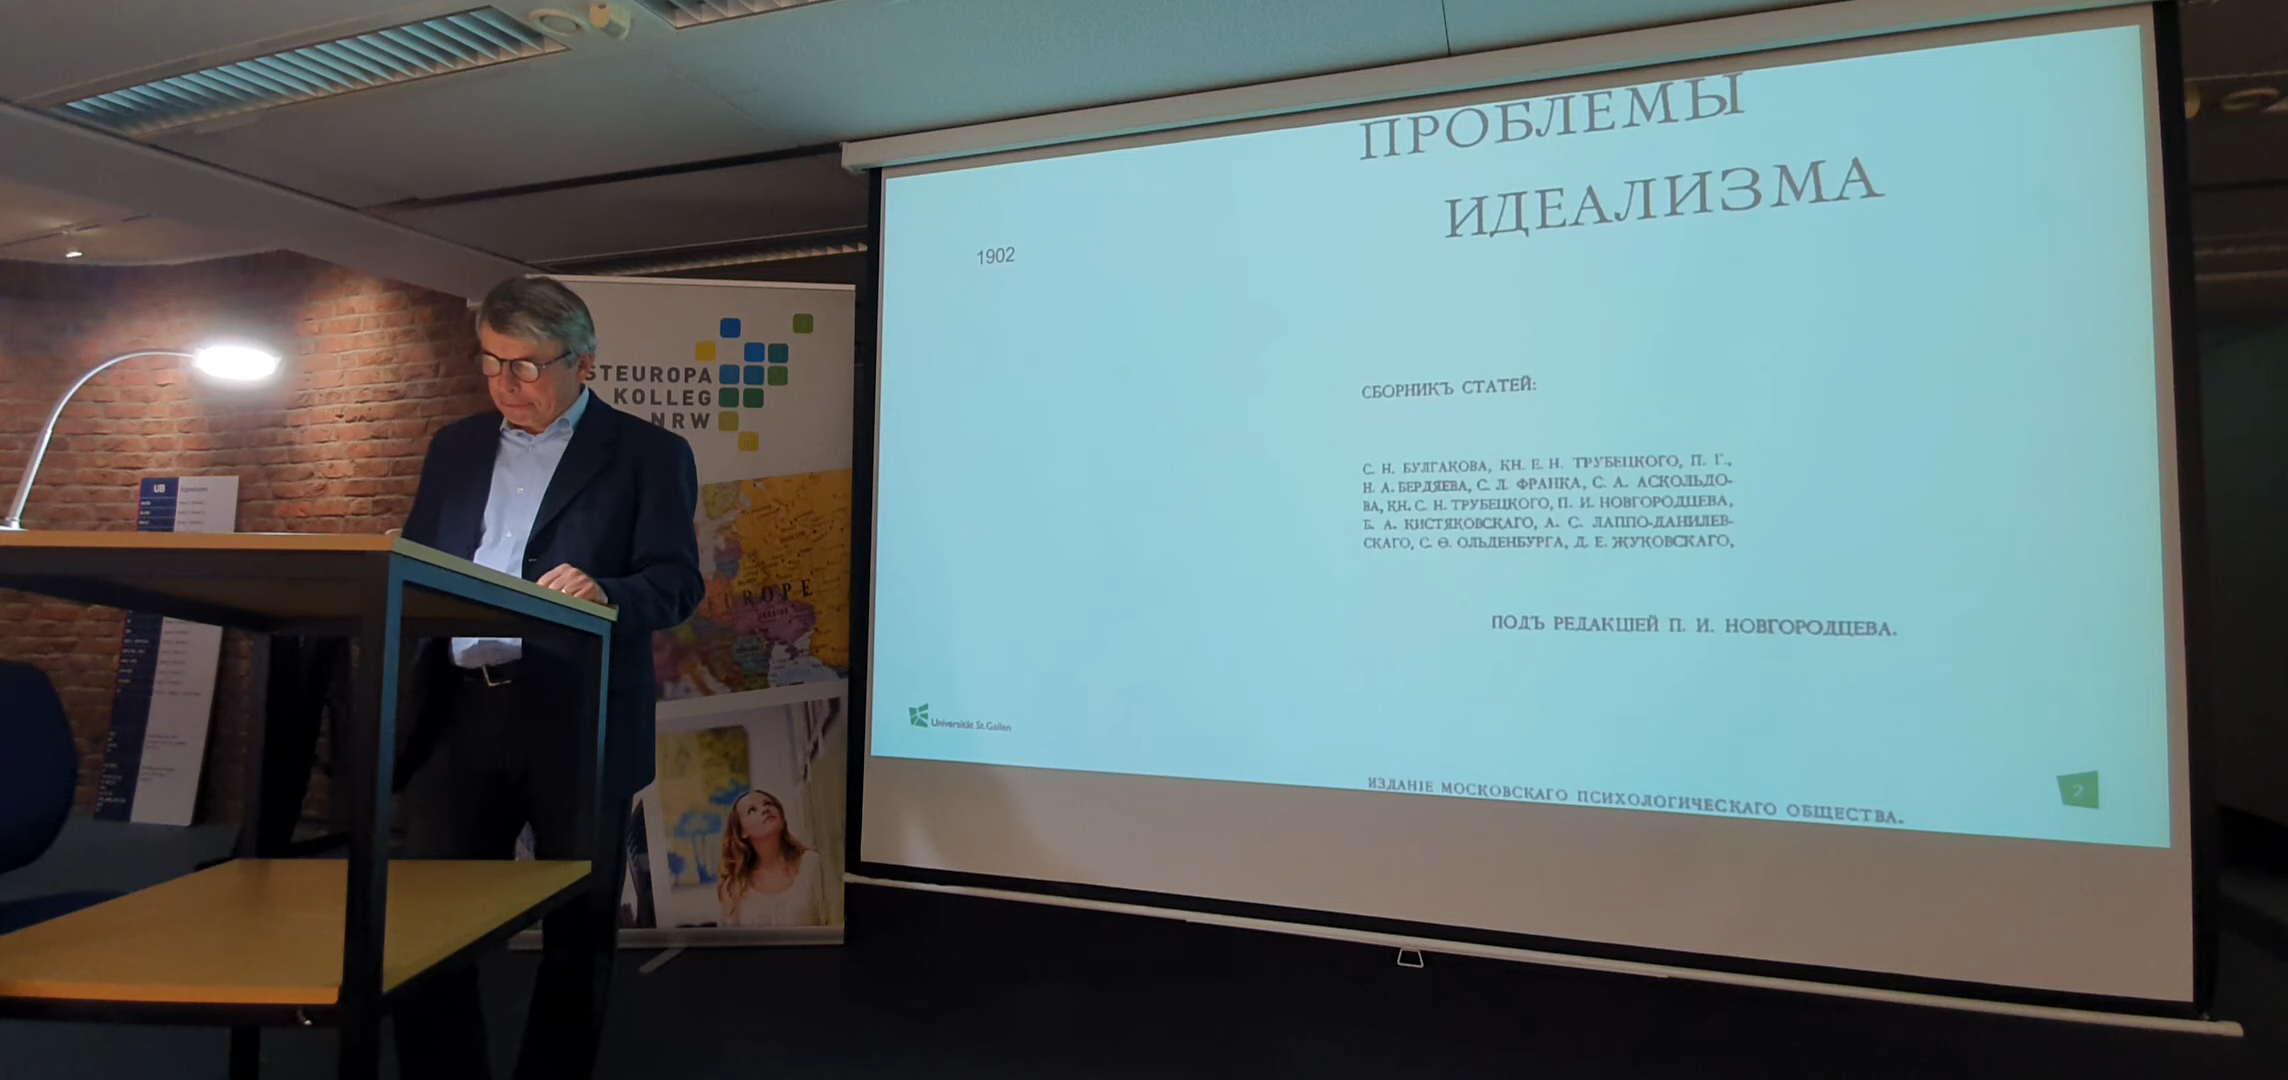 ПРОБЛЕМЫ
ИДЕАЛИЗМА
1902
СБОРНИКЪ СТАТЕЙ:
С. Н. БУЛГАКОВА, КН. Е. Н. ТРУБЕЦКОГО, П. Г.,
Н. А. БЕРДЯЕВА, С. Л. ФРАНКА, С. А. АСКОЛЬДО-
ВА, КН. С. Н. ТРУБЕЦКОГО, П. И. НОВГОРОДЦЕВА,
Б. А. КИСТЯКОВСКАГО, А. С. ЛАППО-ДАНИЛЕВ-
СКАГО, С. Ѳ. ОЛЬДЕНБУРГА, Д. Е. ЖУКОВСКАГО,
ПОДЪ РЕДАКЦІЕЙ П. И. НОВГОРОДЦЕВА.
Universität St.Gallen
ИЗДАНІЕ МОСКОВСКАГО ПСИХОЛОГИЧЕСКАГО ОБЩЕСТВА.
2
STEUROPA
KOLLEG
NRW
EUROPE
UB